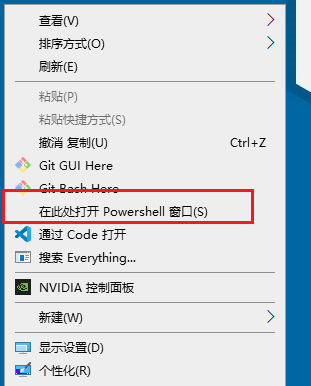 查看(V)
排序方式(O)
刷新(E)
粘贴(P)
粘贴快捷方式(S)
撤消 复制(U) Ctrl+Z
Git GUI Here
Git Bash Here
在此处打开 Powershell 窗口(S)
通过 Code 打开
搜索 Everything...
NVIDIA 控制面板
新建(W)
显示设置(D)
个性化(R)